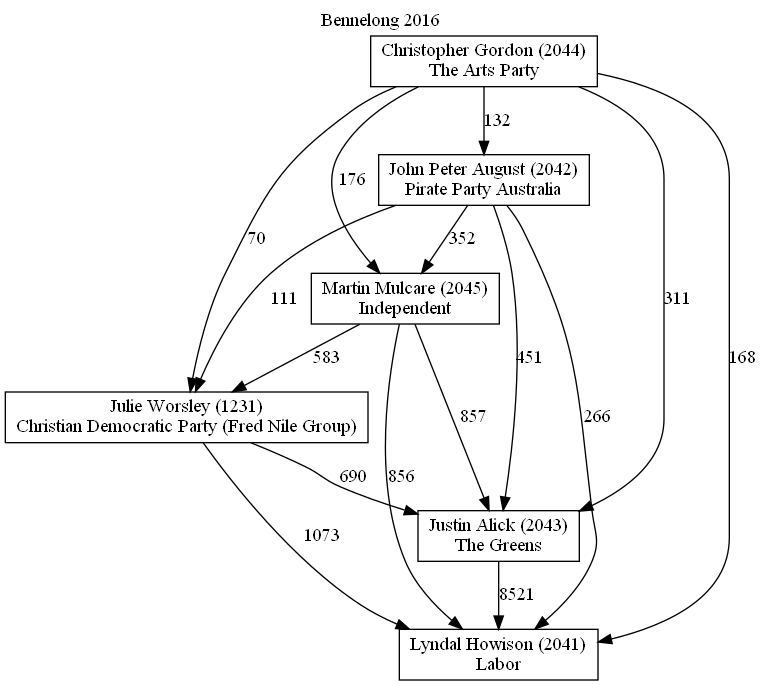 Bennelong 2016
Christopher Gordon (2044)
The Arts Party
132
John Peter August (2042)
Pirate Party Australia
176
70
352
111
311
Martin Mulcare (2045)
Independent
583
451
168
857
266
Julie Worsley (1231)
Christian Democratic Party (Fred Nile Group)
690
856
1073
Justin Alick (2043)
The Greens
8521
Lyndal Howison (2041)
Labor